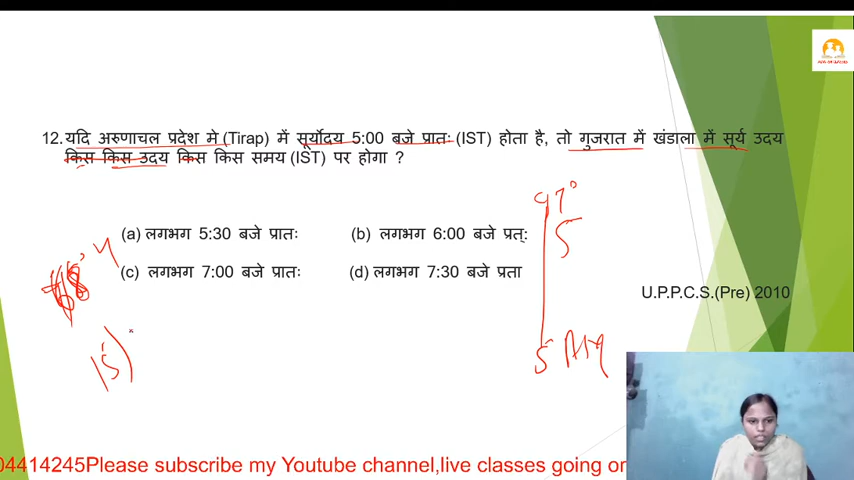 12. यदि अरुणाचल प्रदेश मे (Tirap) में सूर्योदय 5:00 बजे प्रातः (IST) होता है, तो गुजरात में खंडाला में सूर्य उदय
किस किस उदय किस किस समय (IST) पर होगा ?
97°
5
(a) लगभग 5:30 बजे प्रातः (b) लगभग 6:00 बजे प्रत्:
(c) लगभग 7:00 बजे प्रातः (d) लगभग 7:30 बजे प्रता
U.P.P.C.S.(Pre) 2010
5 AM
15)
04414245Please subscribe my Youtube channel,live classes going or